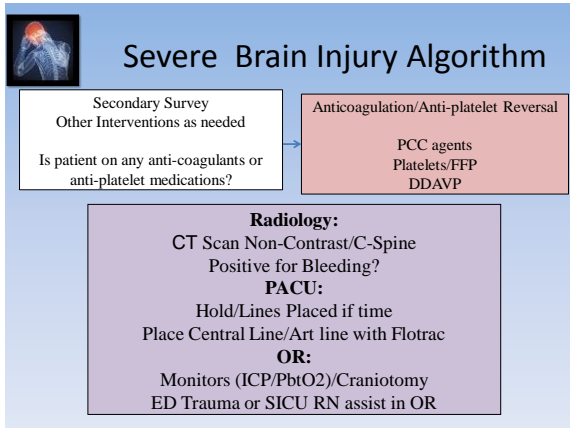 Severe Brain Injury Algorithm
Secondary Survey
Other Interventions as needed
Is patient on any anti-coagulants or
anti-platelet medications?
Anticoagulation/Anti-platelet Reversal
PCC agents
Platelets/FFP
DDAVP
Radiology:
CT Scan Non-Contrast/C-Spine
Positive for Bleeding?
PACU:
Hold/Lines Placed if time
Place Central Line/Art line with Flotrac
OR:
Monitors (ICP/PbtO2)/Craniotomy
ED Trauma or SICU RN assist in OR